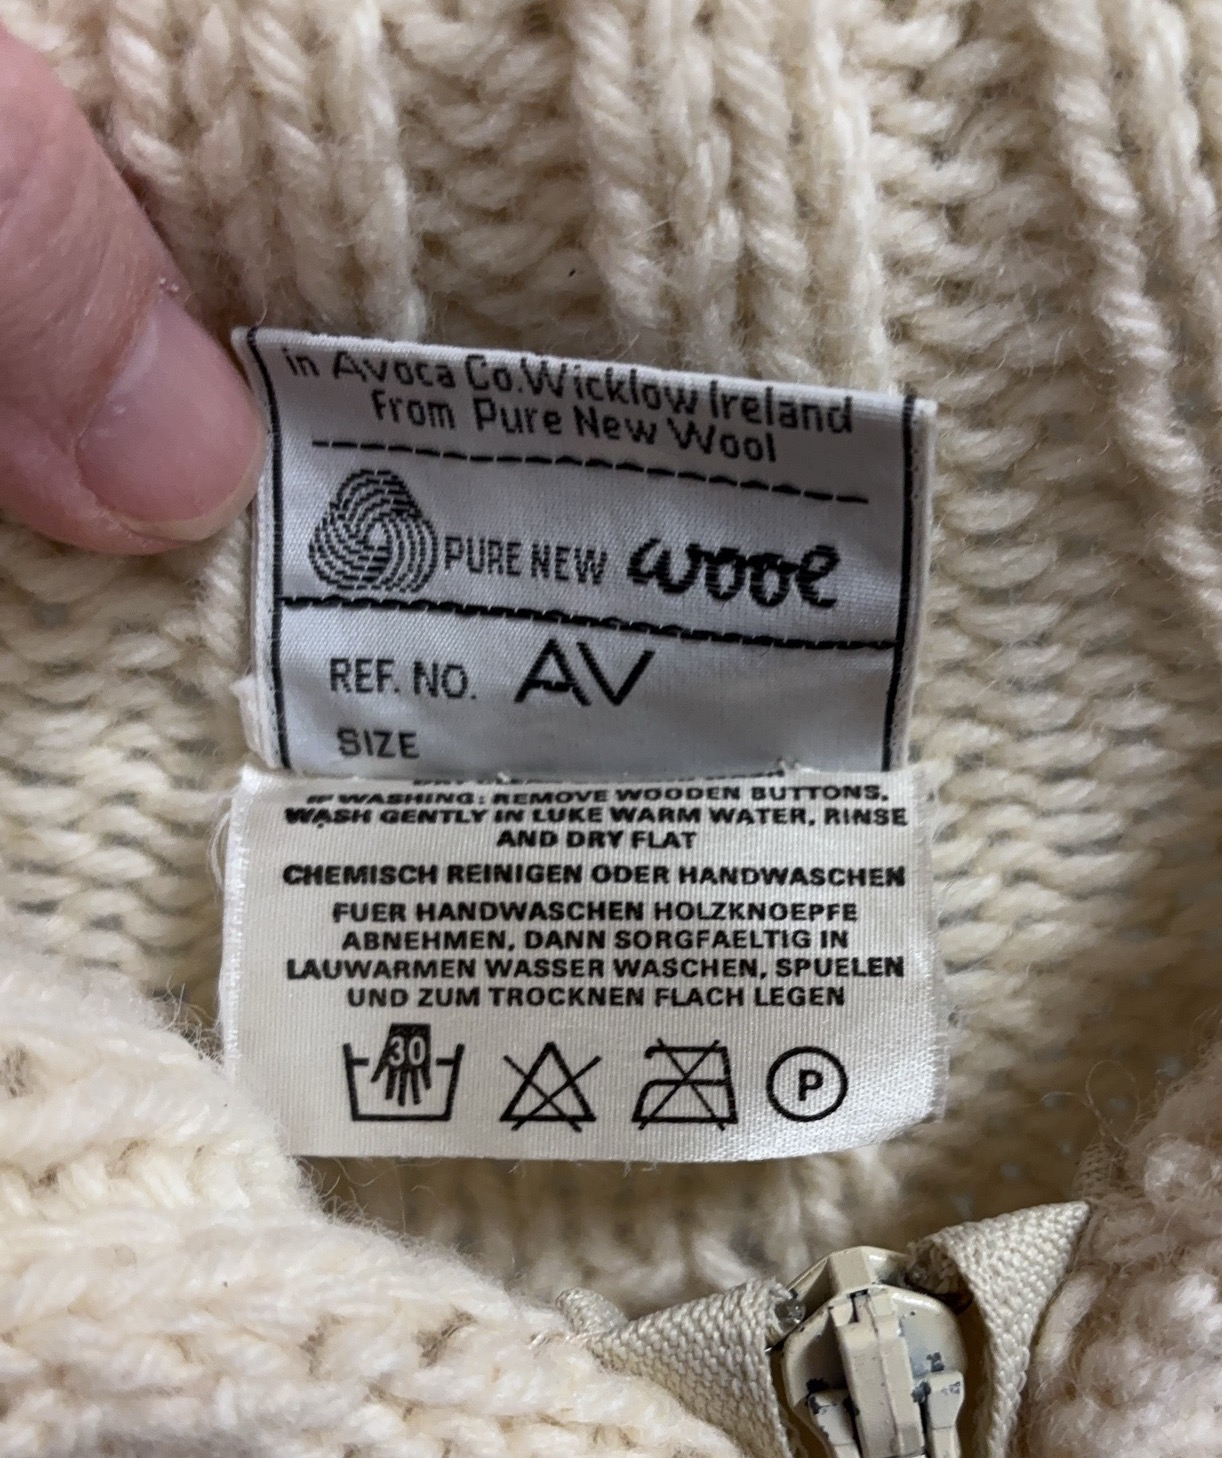 in Avoca Co.Wicklow Ireland
from Pure New Wool
PURE NEW wool
REF. NO. AV
SIZE
IF WASHING: REMOVE WOODEN BUTTONS.
WASH GENTLY IN LUKE WARM WATER, RINSE
AND DRY FLAT
CHEMISCH REINIGEN ODER HANDWASCHEN
FUER HANDWASCHEN HOLZKNOEPFE
ABNEHMEN, DANN SORGFAELTIG IN
LAUWARMEN WASSER WASCHEN, SPUELEN
UND ZUM TROCKNEN FLACH LEGEN
30
P